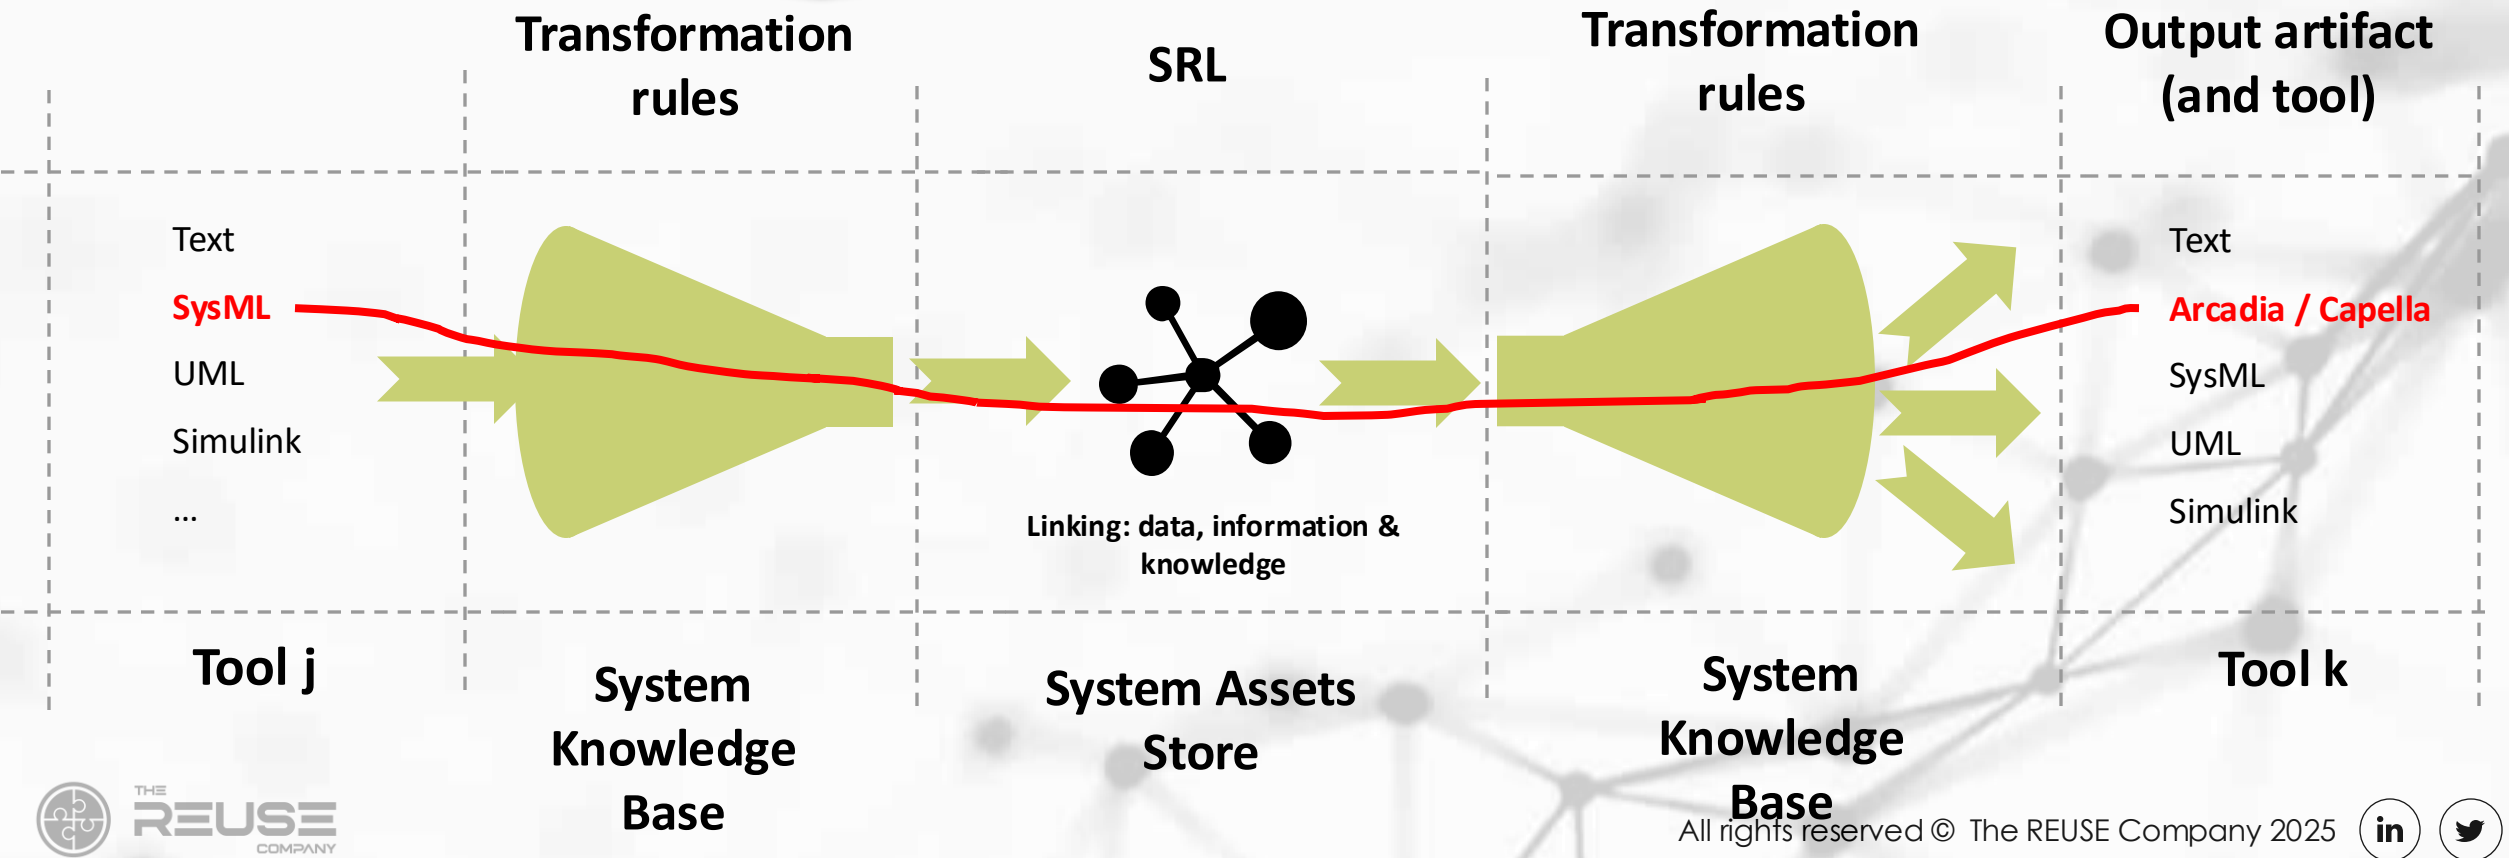 Transformation
rules
SRL
Transformation
rules
Output artifact
(and tool)
Text
SysML
UML
Simulink
...
Linking: data, information &
knowledge
Text
Arcadia / Capella
SysML
UML
Simulink
Tool j
System
Knowledge
Base
System Assets
Store
System
Knowledge
Base
Tool k
THE
REUSE
COMPANY
All rights reserved © The REUSE Company 2025
in